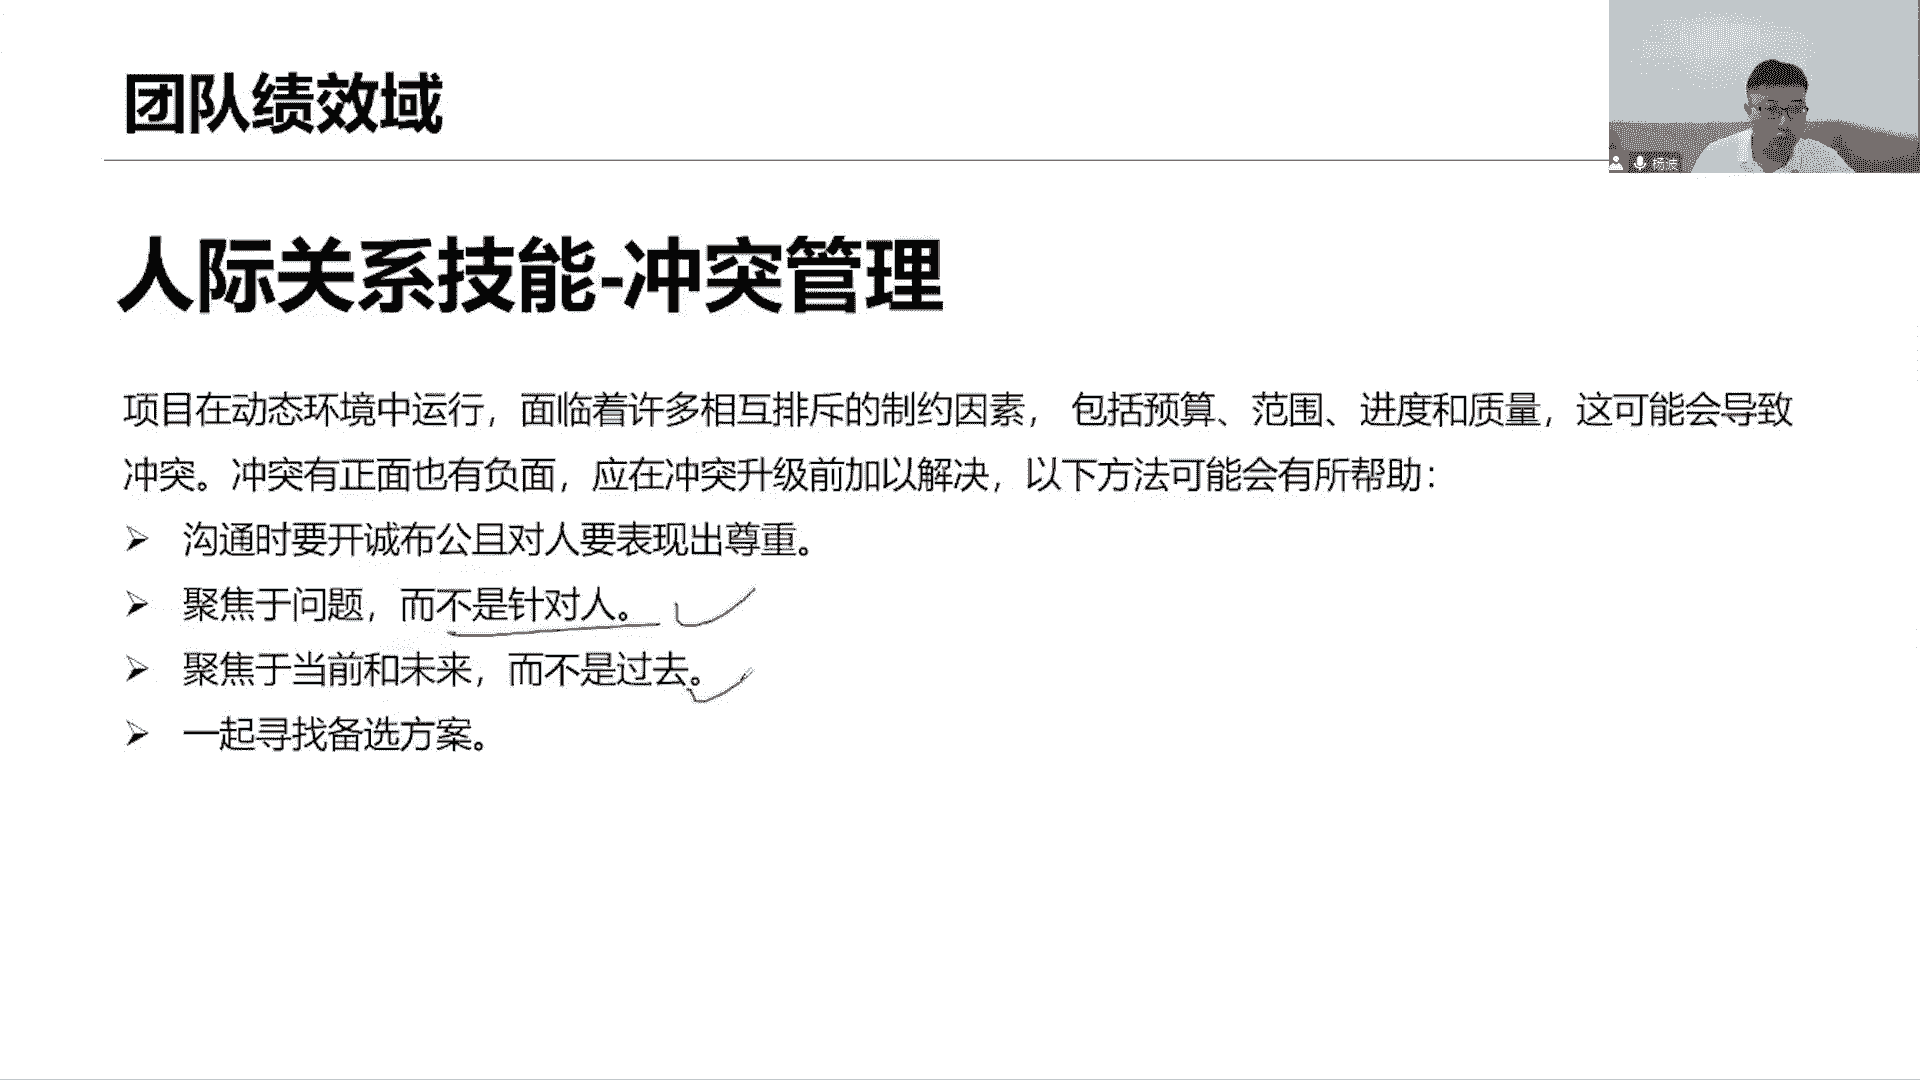 团队绩效域
杨波
人际关系技能-冲突管理
项目在动态环境中运行，面临着许多相互排斥的制约因素， 包括预算、范围、进度和质量，这可能会导致
冲突。冲突有正面也有负面，应在冲突升级前加以解决，以下方法可能会有所帮助：
➢ 沟通时要开诚布公且对人要表现出尊重。
➢ 聚焦于问题，而不是针对人。
➢ 聚焦于当前和未来，而不是过去。
➢ 一起寻找备选方案。